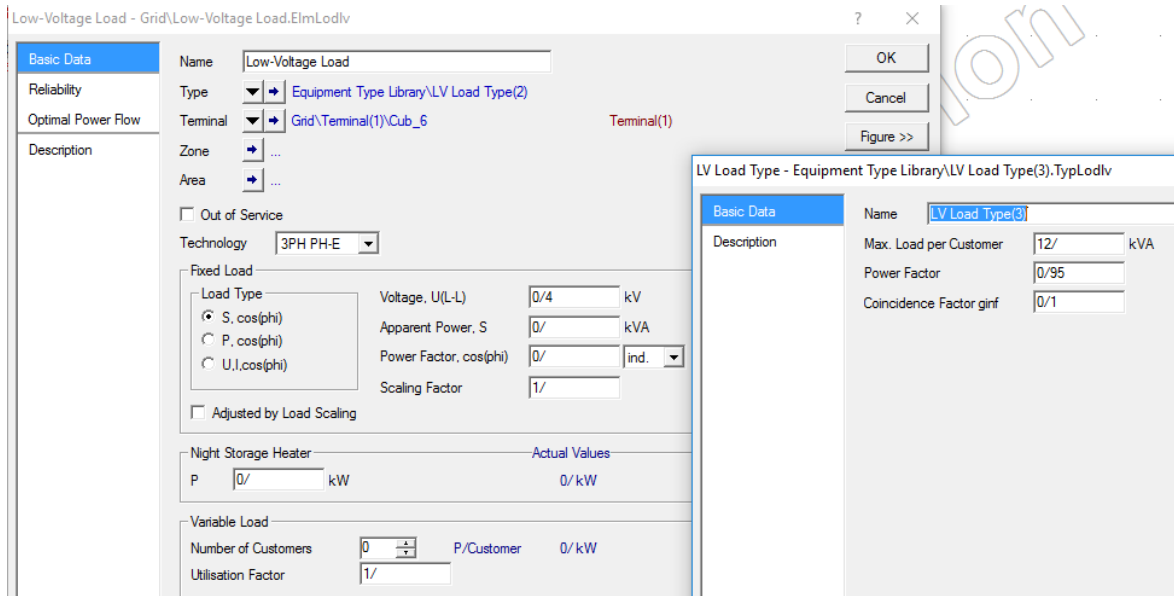 Low-Voltage Load - Grid\Low-Voltage Load.ElmLodlv ? ×
Basic Data
Reliability
Optimal Power Flow
Description
Name Low-Voltage Load
Type Equipment Type Library\LV Load Type(2)
Terminal Grid\Terminal(1)\Cub_6 Terminal(1)
Zone ...
Area ...
Out of Service
Technology 3PH PH-E
Fixed Load
Load Type
S, cos(phi)
P, cos(phi)
U,I,cos(phi)
Voltage, U(L-L) 0/4 kV
Apparent Power, S 0/ kVA
Power Factor, cos(phi) 0/ ind.
Scaling Factor 1/
Adjusted by Load Scaling
Night Storage Heater Actual Values
P 0/ kW 0/ kW
Variable Load
Number of Customers 0 P/Customer 0/ kW
Utilisation Factor 1/
OK
Cancel
Figure >>
LV Load Type - Equipment Type Library\LV Load Type(3).TypLodlv
Basic Data
Description
Name LV Load Type(3)
Max. Load per Customer 12/ kVA
Power Factor 0/95
Coincidence Factor ginf 0/1
ion